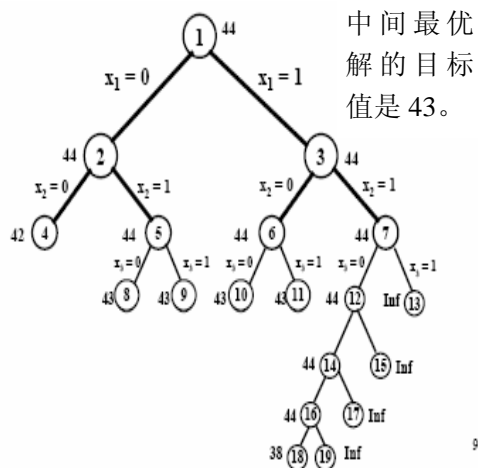 中间最优
解的目标
值是 43。
1 44
x₁ = 0 x₁ = 1
44 2 3 44
x₂ = 0 x₂ = 1 x₂ = 0 x₂ = 1
42 4 44 5 44 6 44 7
x₃ = 0 x₃ = 1 x₃ = 0 x₃ = 1 x₃ = 0 x₃ = 1
43 8 43 9 43 10 43 11 44 12 Inf 13
44 14 15 Inf
44 16 17 Inf
38 18 19 Inf
9